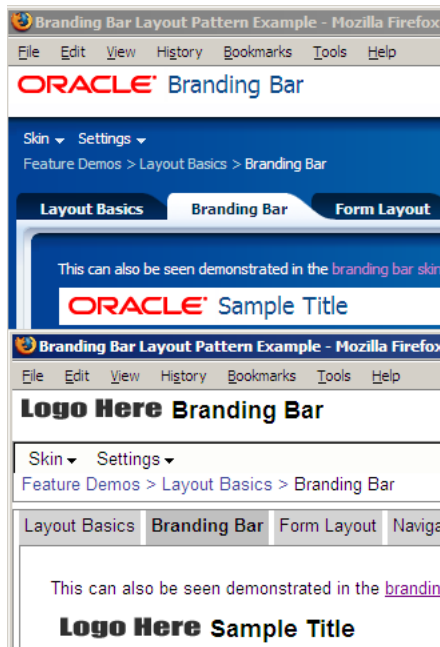 Branding Bar Layout Pattern Example - Mozilla Firefox
File Edit View History Bookmarks Tools Help
ORACLE Branding Bar
Skin Settings
Feature Demos > Layout Basics > Branding Bar
Layout Basics Branding Bar Form Layout
This can also be seen demonstrated in the branding bar skin
ORACLE Sample Title
Branding Bar Layout Pattern Example - Mozilla Firefox
File Edit View History Bookmarks Tools Help
Logo Here Branding Bar
Skin Settings
Feature Demos > Layout Basics > Branding Bar
Layout Basics Branding Bar Form Layout
This can also be seen demonstrated in the
Logo Here Sample Title